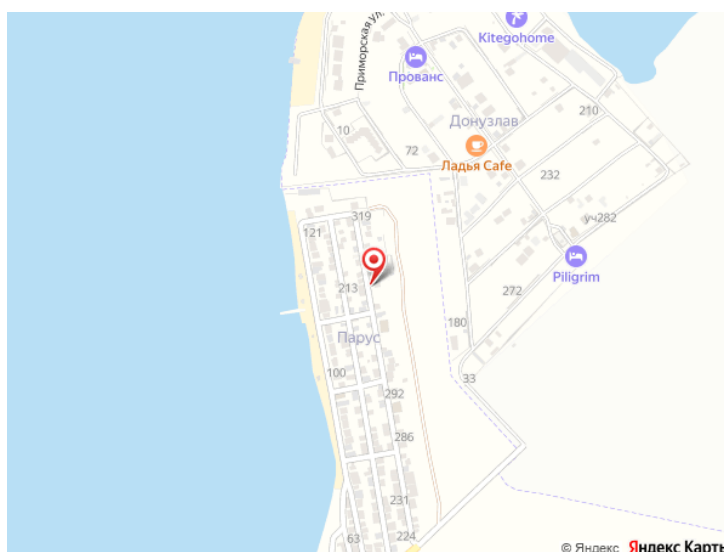 Kitegohome
Приморская ул.
Прованс
210
Донузлав
10
72
Ладья Cafe
232
319
уч282
121
213
Piligrim
272
180
Парус
100
33
292
286
231
224
63
© Яндекс Яндекс Карты